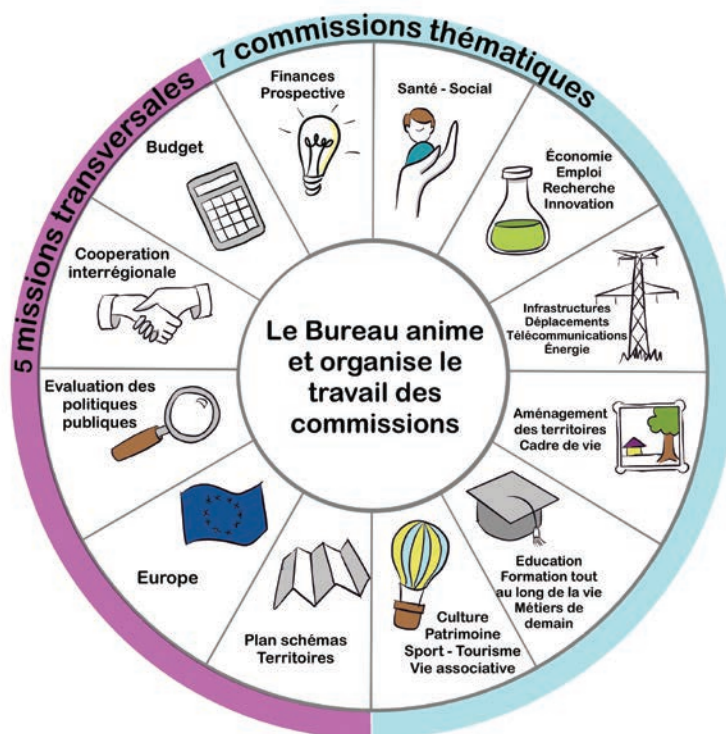 7 commissions thématiques
5 missions transversales
Finances
Prospective
Santé - Social
Économie
Emploi
Recherche
Innovation
Infrastructures
Déplacements
Télécommunications
Énergie
Aménagement
des territoires
Cadre de vie
Education
Formation tout
au long de la vie
Métiers de
demain
Culture
Patrimoine
Sport - Tourisme
Vie associative
Plan schémas
Territoires
Europe
Evaluation des
politiques
publiques
Cooperation
interrégionale
Budget
Le Bureau anime
et organise le
travail des
commissions